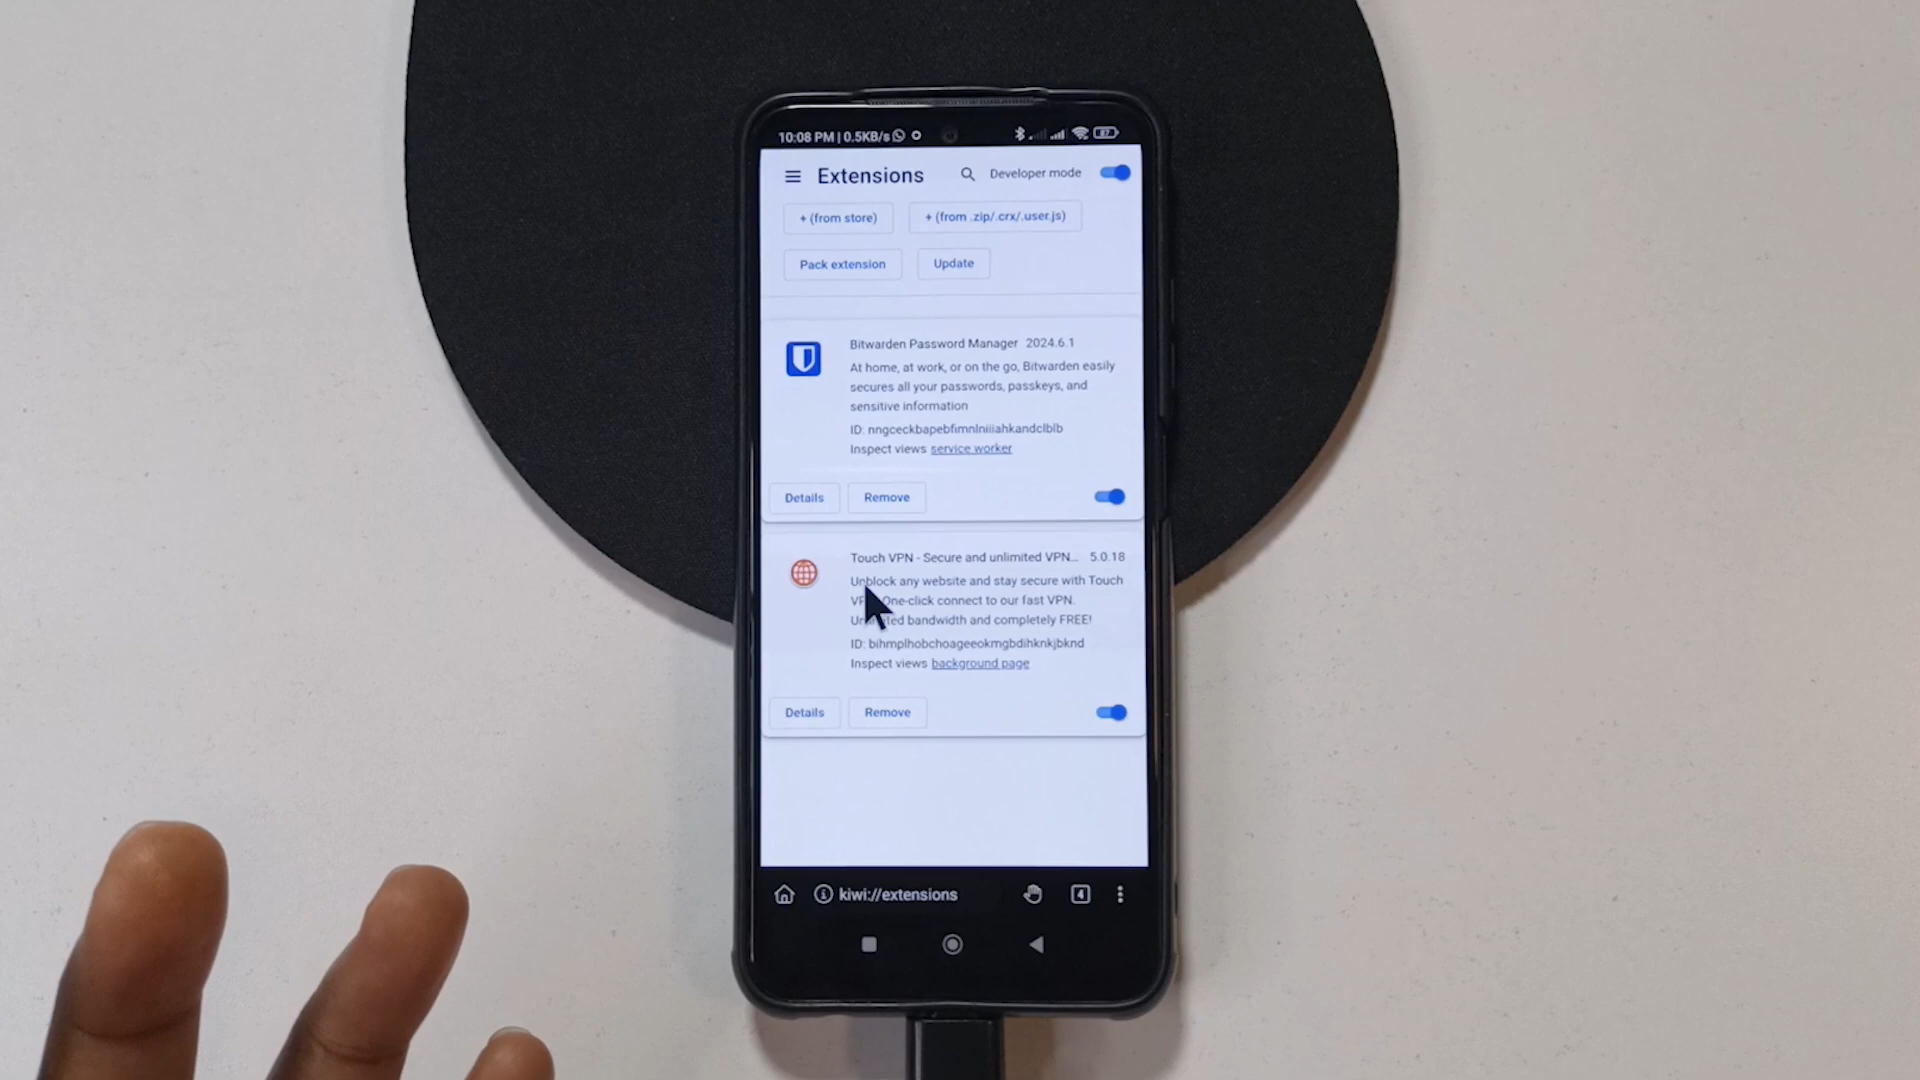 10:08 PM | 0.5KB/s
87
Extensions
Developer mode
+ (from store)
+ (from .zip/.crx/.user.js)
Pack extension
Update
Bitwarden Password Manager 2024.6.1
At home, at work, or on the go, Bitwarden easily
secures all your passwords, passkeys, and
sensitive information
ID: nngceckbapebfimnlniiiahkandclblb
Inspect views service worker
Details
Remove
Touch VPN - Secure and unlimited VPN... 5.0.18
Unblock any website and stay secure with Touch
One-click connect to our fast VPN.
bandwidth and completely FREE!
ID: bihmplhobchoageeokmgbdihknkjbknd
Inspect views background page
Details
Remove
kiwi://extensions
4